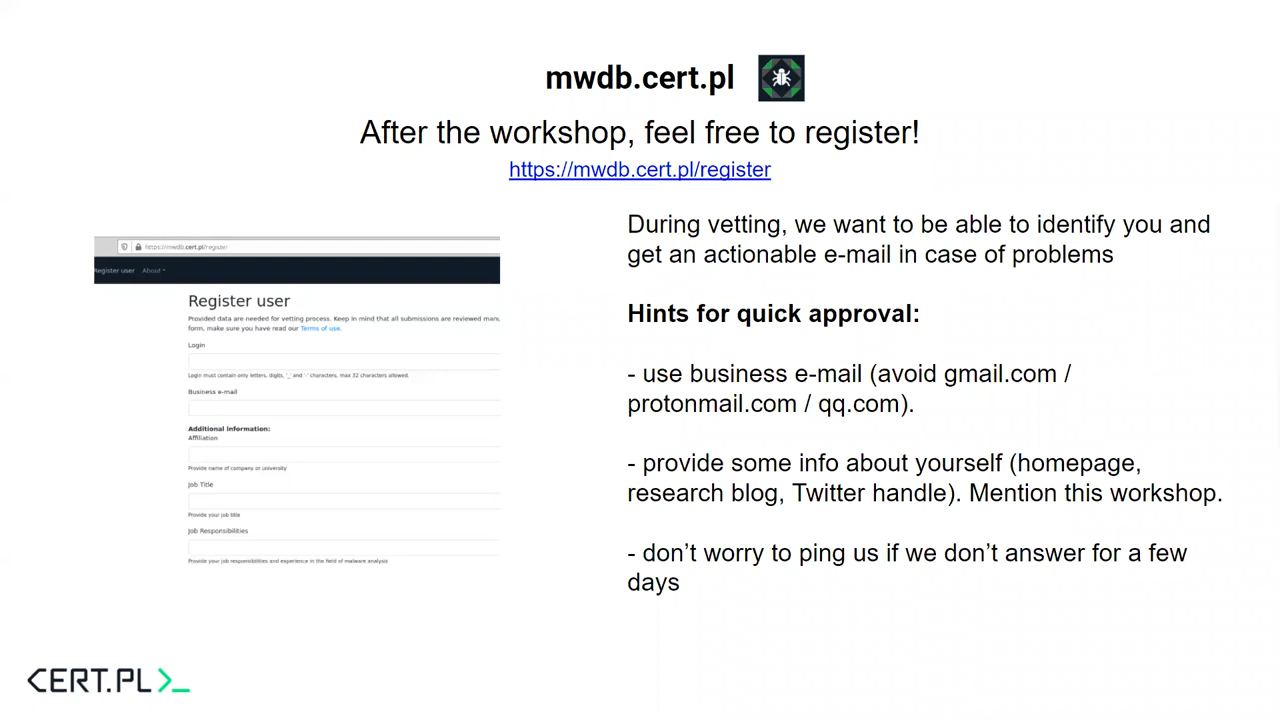 mwdb.cert.pl
After the workshop, feel free to register!
https://mwdb.cert.pl/register
https://mwdb.cert.pl/register
Register user About
Register user
Provided data are needed for vetting process. Keep in mind that all submissions are reviewed
form, make sure you have read our Terms of use.
Login
Login must contain only letters, digits, '_' and '-' characters, max 32 characters allowed.
Business e-mail
Additional information:
Affiliation
Provide name of company or university
Job Title
Provide your job title
Job Responsibilities
Provide your job responsibilities and experience in the field of malware analysis
During vetting, we want to be able to identify you and
get an actionable e-mail in case of problems
Hints for quick approval:
- use business e-mail (avoid gmail.com /
protonmail.com / qq.com).
- provide some info about yourself (homepage,
research blog, Twitter handle). Mention this workshop.
- don't worry to ping us if we don't answer for a few
days
CERT.PL>_